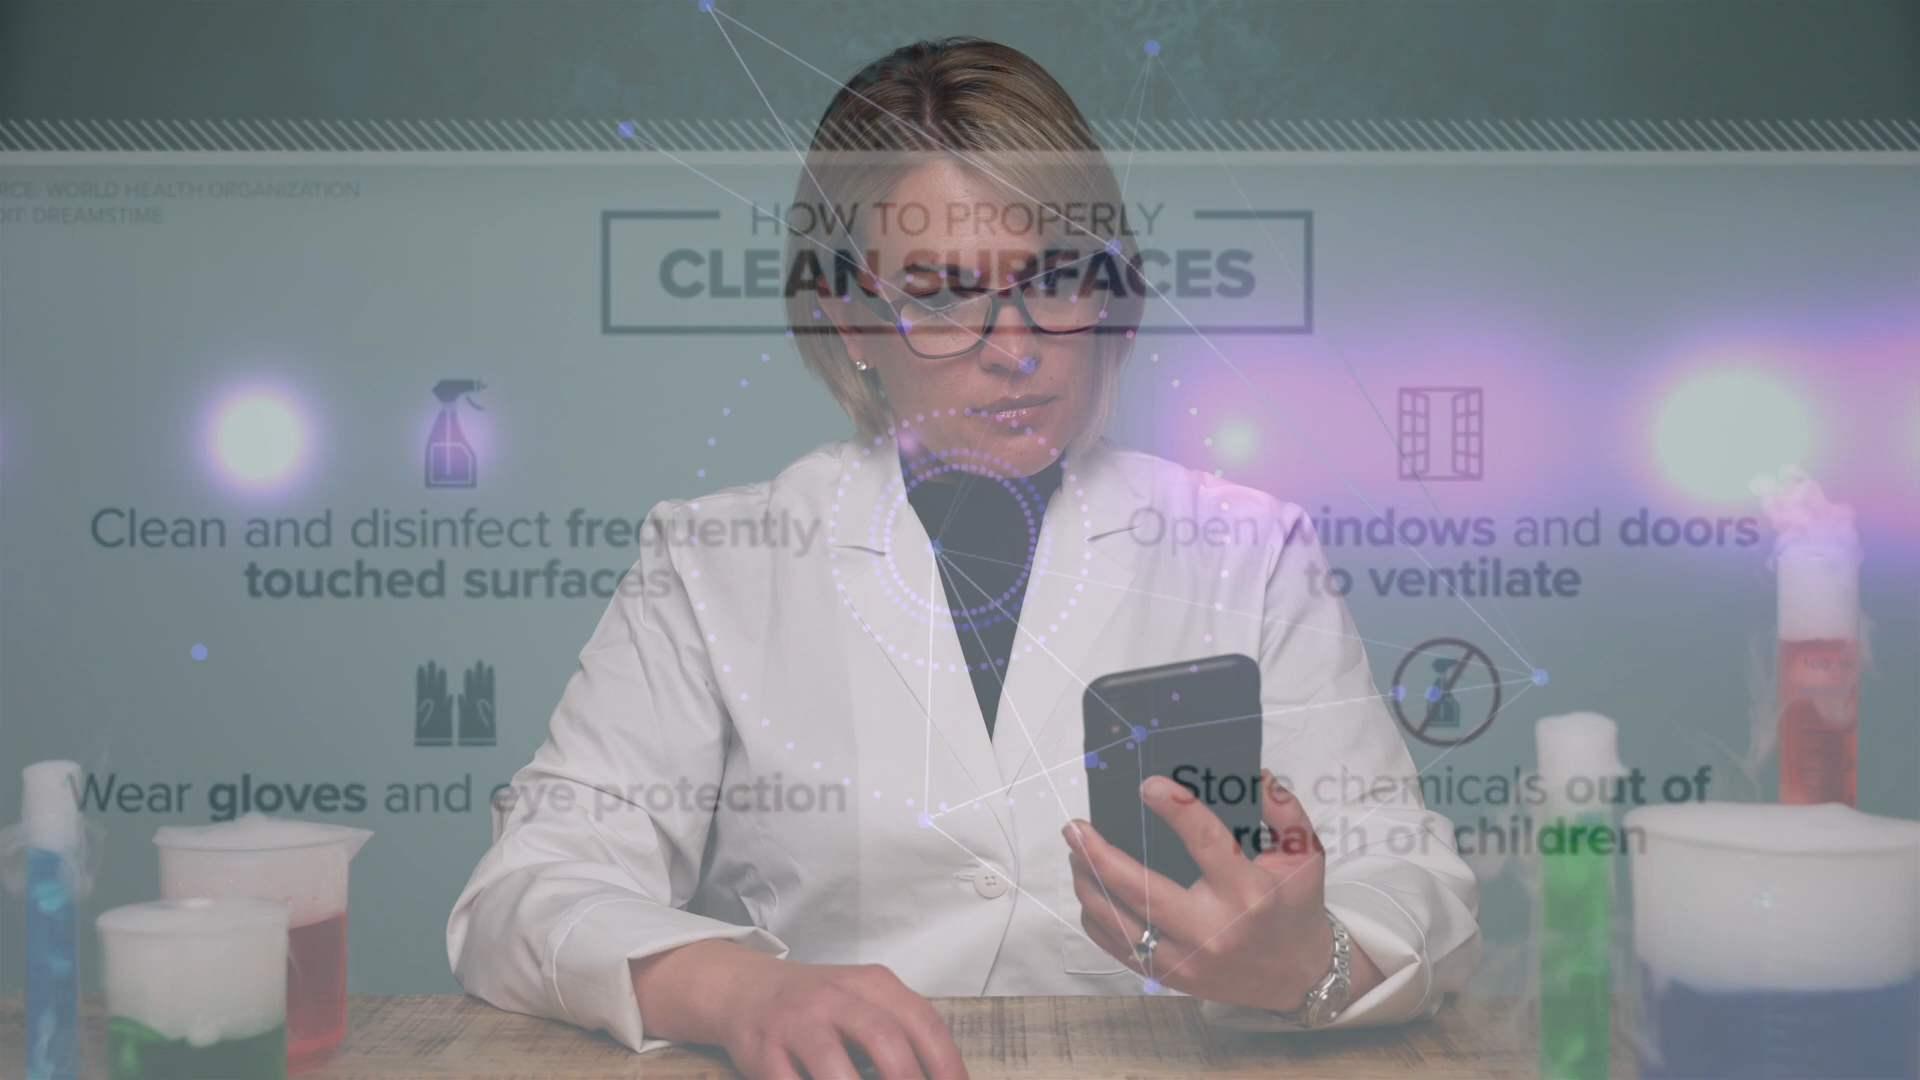 RCE: WORLD HEALTH ORGANIZATION
DIT: DREAMSTIME
HOW TO PROPERLY
CLEAN SURFACES
Clean and disinfect frequently
touched surfaces
Open windows and doors
to ventilate
Wear gloves and eye protection
Store chemicals out of
reach of children
100